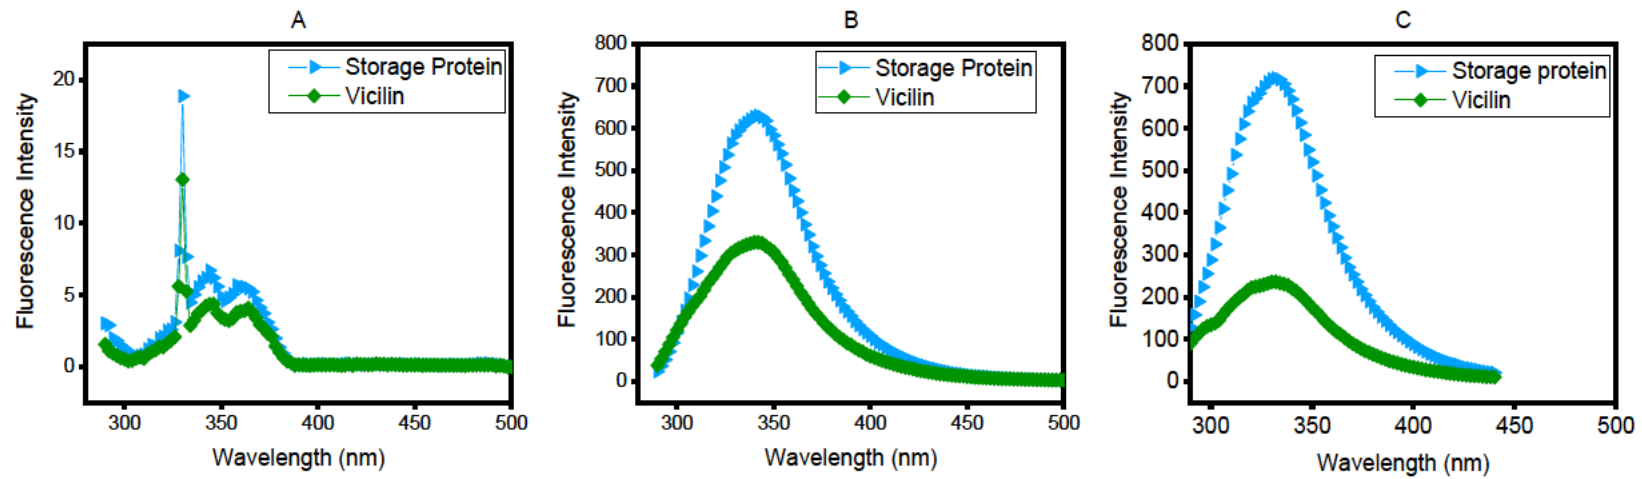 A
Fluorescence Intensity
20
15
10
5
0
Storage Protein
Vicilin
300
350
400
450
500
Wavelength (nm)
B
Fluorescence Intensity
800
700
600
500
400
300
200
100
0
Storage Protein
Vicilin
300
350
400
450
500
Wavelength (nm)
C
Fluorescence Intensity
800
700
600
500
400
300
200
100
0
Storage protein
Vicilin
300
350
400
450
500
Wavelength (nm)